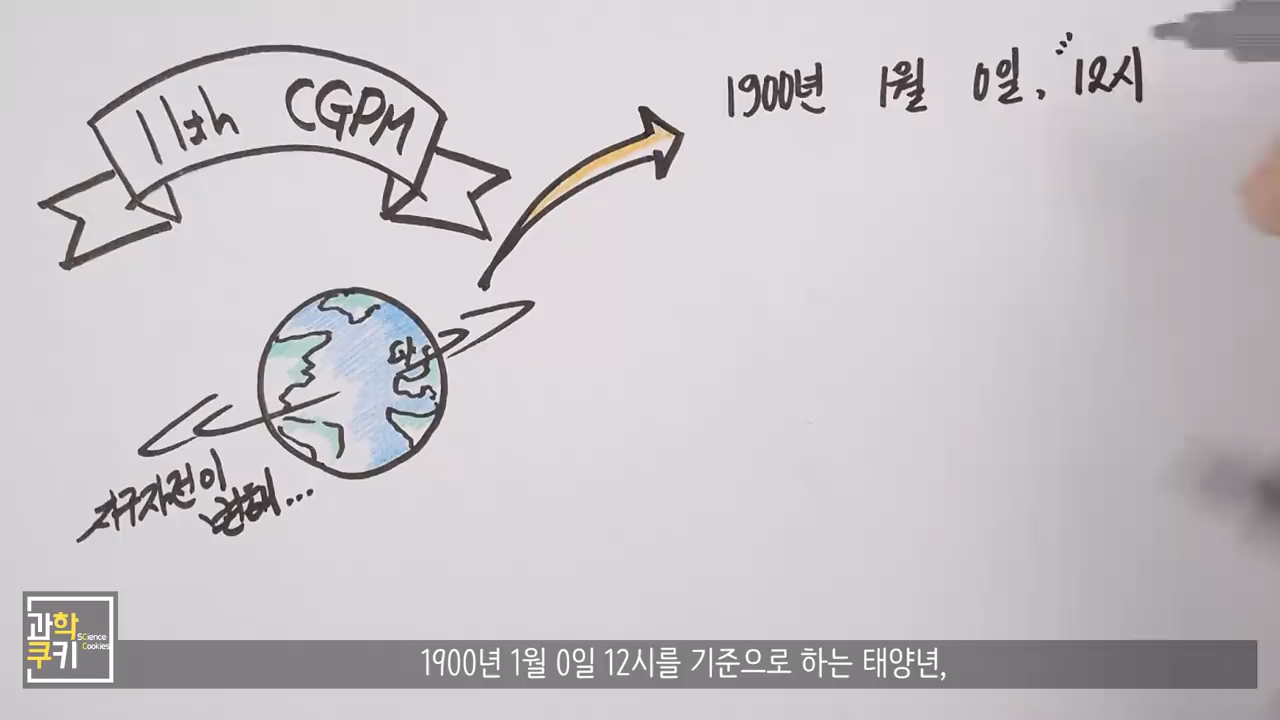 11th CGPM
1900년 1월 0일, 12시
지구자전이
변해...
과학
쿠키
Science
Cookies
1900년 1월 0일 12시를 기준으로 하는 태양년,